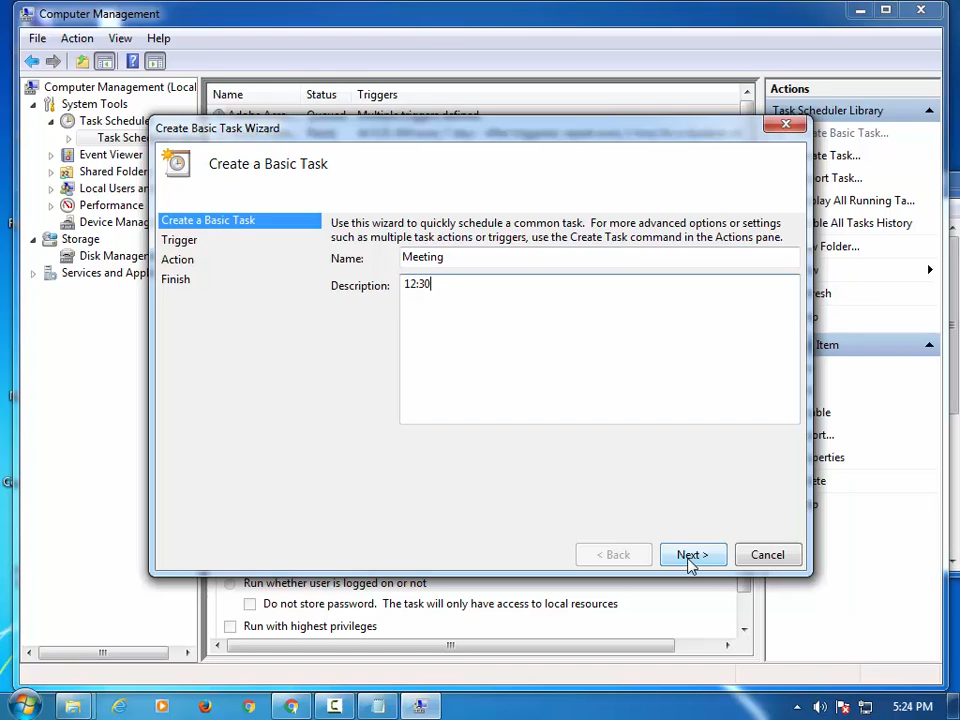 Computer Management
File Action View Help
Computer Management (Local
System Tools
Task Schedule
Task Sche
Event Viewer
Shared Folder
Local Users an
Performance
Device Manag
Storage
Disk Manager
Services and Appl
Name Status Triggers
Multiple triggers defined
Actions
Task Scheduler Library
ate Basic Task...
ate Task...
ort Task...
play All Running Ta...
ble All Tasks History
Folder...
resh
Item
able
ort...
perties
ete
Create Basic Task Wizard
Create a Basic Task
Create a Basic Task
Trigger
Action
Finish
Use this wizard to quickly schedule a common task. For more advanced options or settings
such as multiple task actions or triggers, use the Create Task command in the Actions pane.
Name: Meeting
Description: 12:30
< Back Next > Cancel
Run whether user is logged on or not
Do not store password. The task will only have access to local resources
Run with highest privileges
5:24 PM